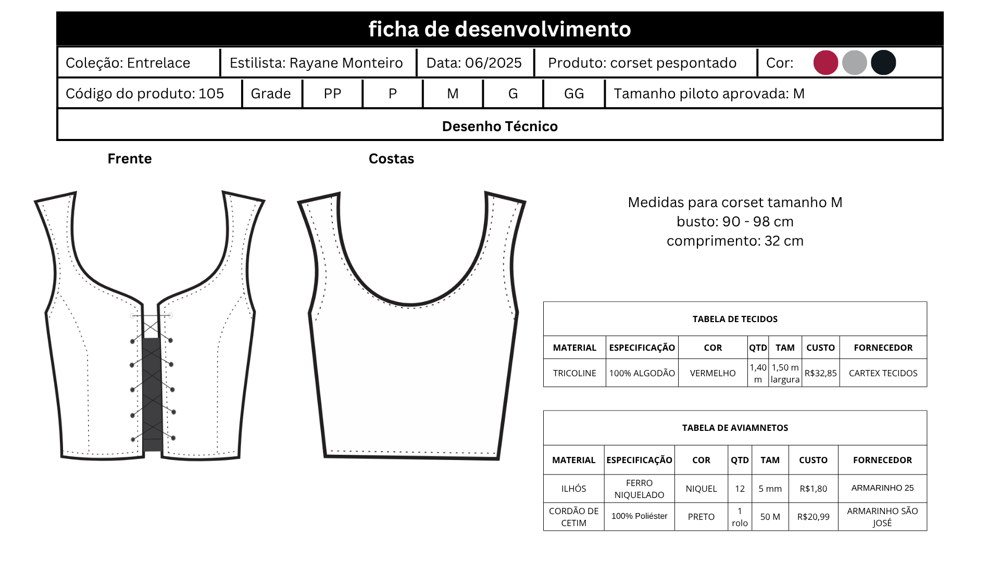 ficha de desenvolvimento
Coleção: Entrelace Estilista: Rayane Monteiro Data: 06/2025 Produto: corset pespontado Cor:
Código do produto: 105 Grade PP P M G GG Tamanho piloto aprovada: M
Desenho Técnico
Frente Costas
Medidas para corset tamanho M
busto: 90 - 98 cm
comprimento: 32 cm
TABELA DE TECIDOS
MATERIAL ESPECIFICAÇÃO COR QTD TAM CUSTO FORNECEDOR
TRICOLINE 100% ALGODÃO VERMELHO 1,40 m 1,50 m largura R$32,85 CARTEX TECIDOS
TABELA DE AVIAMNETOS
MATERIAL ESPECIFICAÇÃO COR QTD TAM CUSTO FORNECEDOR
ILHÓS FERRO NIQUELADO NIQUEL 12 5 mm R$1,80 ARMARINHO 25
CORDÃO DE CETIM 100% Poliéster PRETO 1 rolo 50 M R$20,99 ARMARINHO SÃO JOSÉ